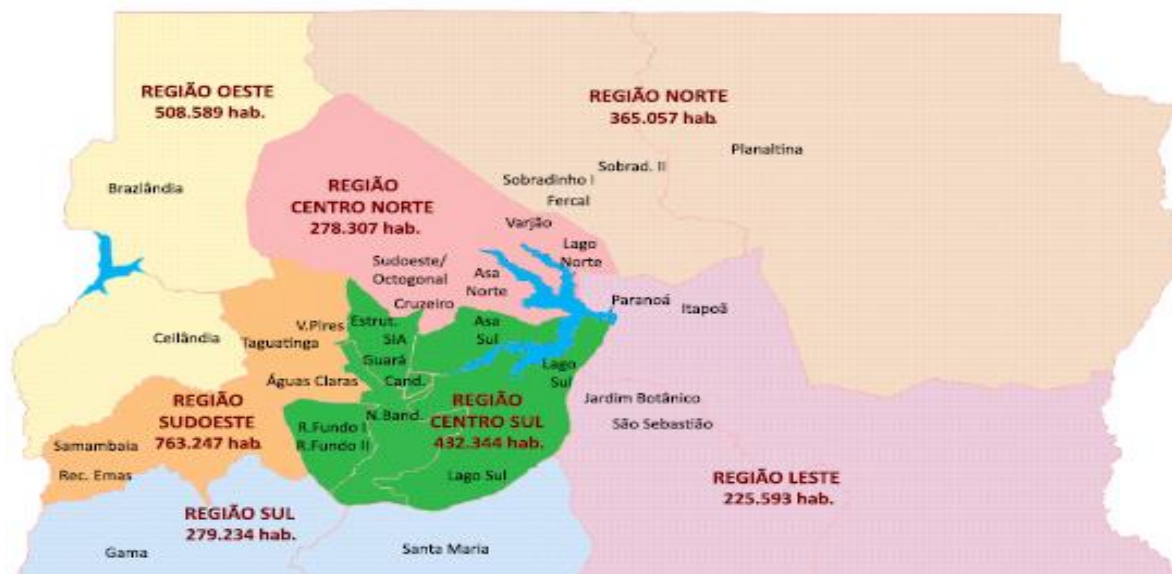 REGIÃO OESTE
508.589 hab.
REGIÃO NORTE
365.057 hab.
Planaltina
Sobrad. II
Sobradinho I
Fercal
Brazlândia
REGIÃO
CENTRO NORTE
278.307 hab.
Varjão
Lago
Norte
Sudoeste/
Octogonal
Asa
Norte
Cruzeiro
Paranoá
Itapoã
V.Pires
Estrut.
SIA
Asa
Sul
Ceilândia
Taguatinga
Guará
Lago
Sul
Águas Claras
Cand.
Jardim Botânico
São Sebastião
REGIÃO
SUDOESTE
763.247 hab.
N.Band.
REGIÃO
CENTRO SUL
432.344 hab.
R.Fundo I
R.Fundo II
Samambaia
Rec. Emas
Lago Sul
REGIÃO LESTE
225.593 hab.
REGIÃO SUL
279.234 hab.
Gama
Santa Maria